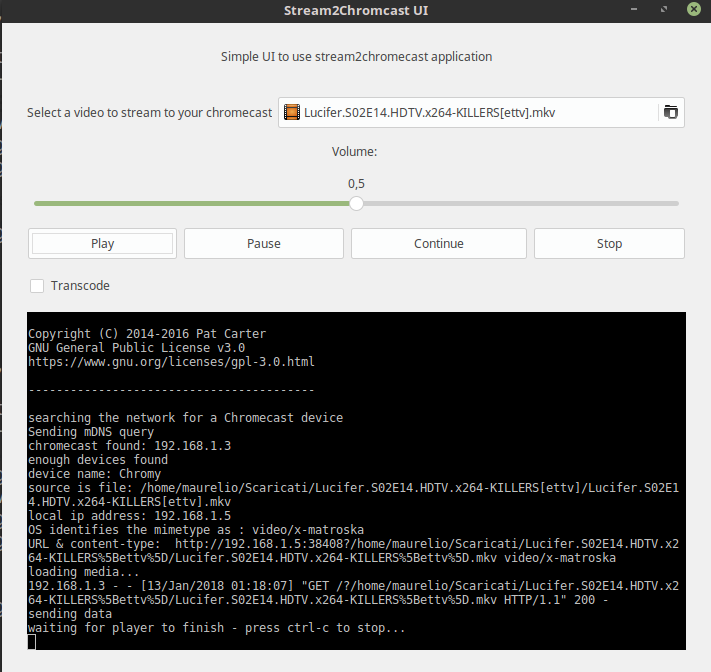 Stream2Chromcast UI
Simple UI to use stream2chromecast application
Select a video to stream to your chromecast Lucifer.S02E14.HDTV.x264-KILLERS[ettv].mkv
Volume:
0,5
Play Pause Continue Stop
Transcode
Copyright (C) 2014-2016 Pat Carter
GNU General Public License v3.0
https://www.gnu.org/licenses/gpl-3.0.html
-----------------------------------------
searching the network for a Chromecast device
Sending mDNS query
chromecast found: 192.168.1.3
enough devices found
device name: Chromy
source is file: /home/maurelio/Scaricati/Lucifer.S02E14.HDTV.x264-KILLERS[ettv]/Lucifer.S02E1
4.HDTV.x264-KILLERS[ettv].mkv
local ip address: 192.168.1.5
OS identifies the mimetype as : video/x-matroska
URL & content-type:  http://192.168.1.5:38408?/home/maurelio/Scaricati/Lucifer.S02E14.HDTV.x2
64-KILLERS%5Bettv%5D/Lucifer.S02E14.HDTV.x264-KILLERS%5Bettv%5D.mkv video/x-matroska
loading media...
192.168.1.3 - - [13/Jan/2018 01:18:07] "GET /?/home/maurelio/Scaricati/Lucifer.S02E14.HDTV.x2
64-KILLERS%5Bettv%5D/Lucifer.S02E14.HDTV.x264-KILLERS%5Bettv%5D.mkv HTTP/1.1" 200 -
sending data
waiting for player to finish - press ctrl-c to stop...